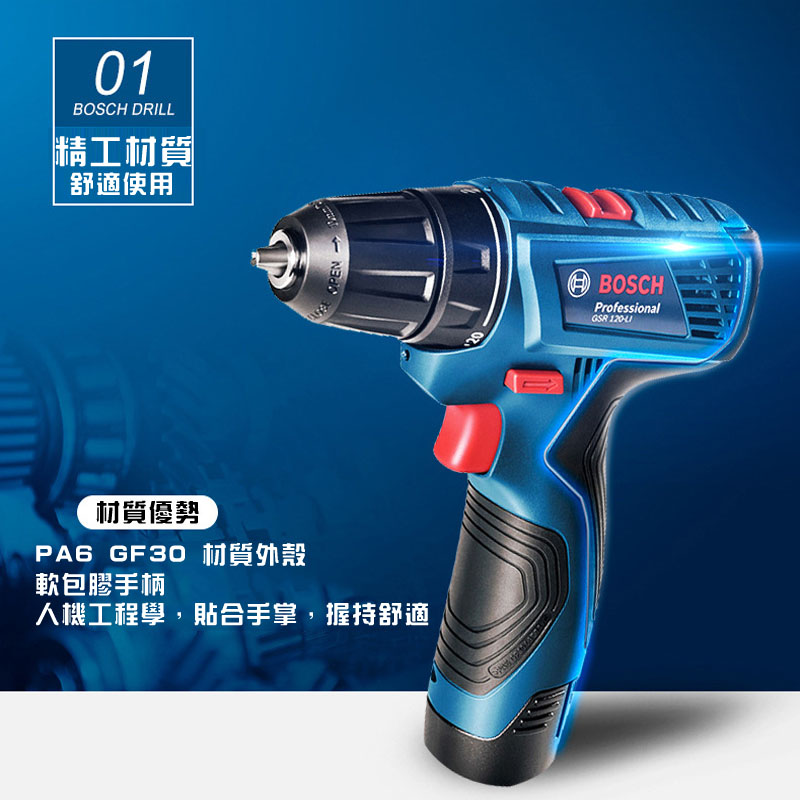 01
BOSCH DRILL
精工材質
舒適使用
OPEN
20
BOSCH
Professional
GSR 120-LI
材質優勢
PA6 GF30 材質外殼
軟包膠手柄
人機工程學，貼合手掌，握持舒適